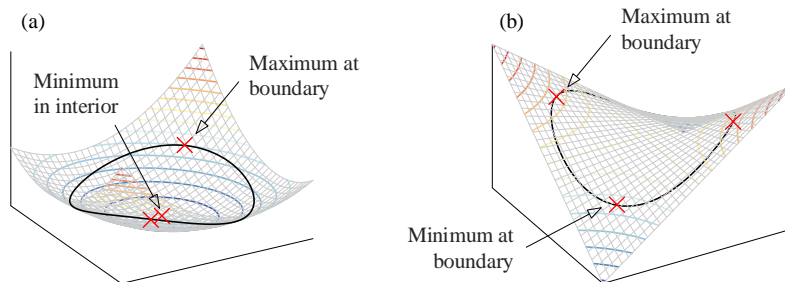 (a)
Maximum at
boundary
Minimum
in interior
(b)
Maximum at
boundary
Minimum at
boundary